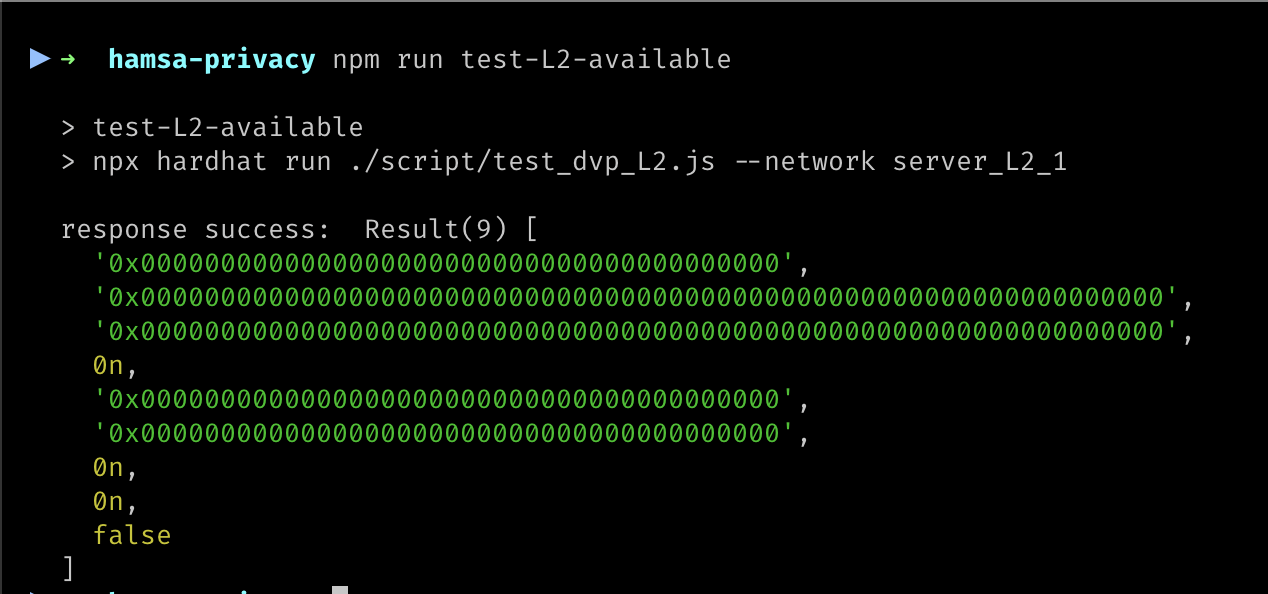 ▶ → hamsa-privacy npm run test-L2-available
> test-L2-available
> npx hardhat run ./script/test_dvp_L2.js --network server_L2_1
response success:  Result(9) [
'0x0000000000000000000000000000000000000000',
'0x0000000000000000000000000000000000000000000000000000000000000000',
'0x0000000000000000000000000000000000000000000000000000000000000000',
0n,
'0x0000000000000000000000000000000000000000',
'0x0000000000000000000000000000000000000000',
0n,
0n,
false
]